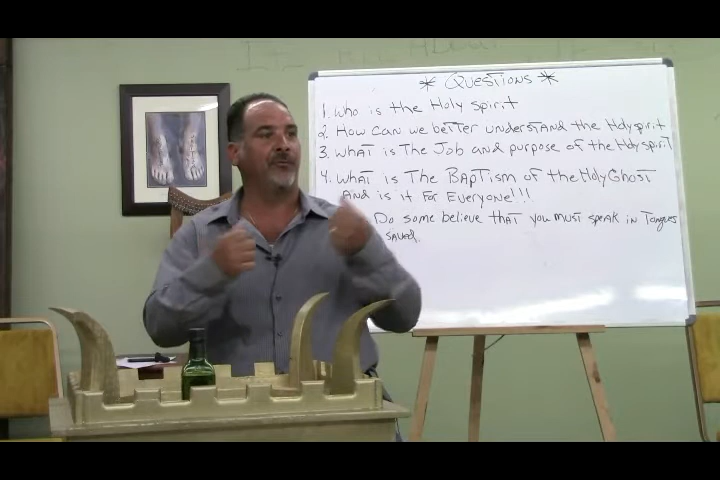 * Questions *
1. Who is the Holy Spirit
2. How can we better understand the Holy Spirit
3. What is The Job and purpose of the Holy Spirit
4. What is The Baptism of the Holy Ghost
And is it For Everyone!!!
Do some believe that you must speak in Tongues
saved.